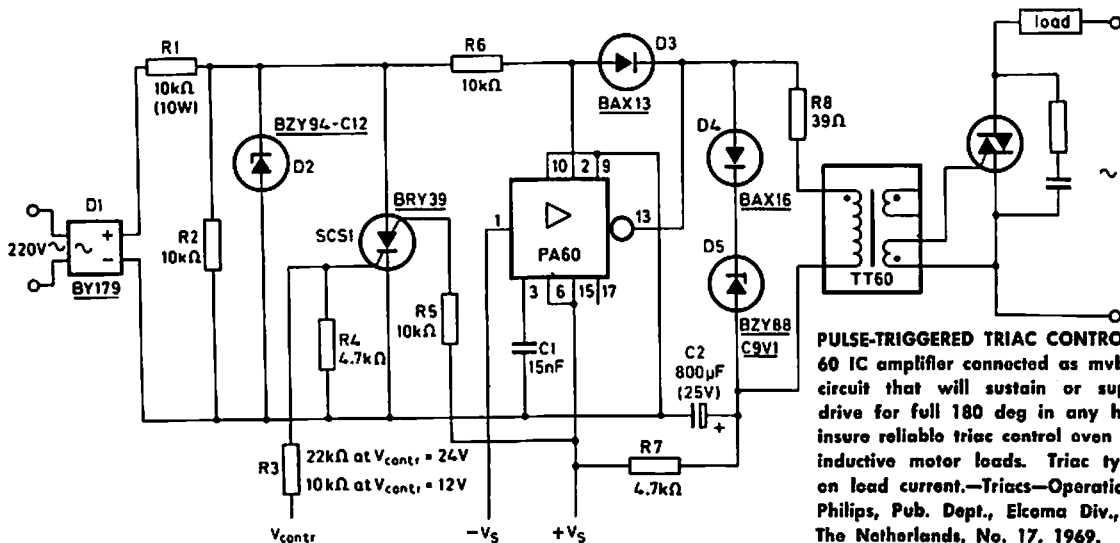 load
R1
10kΩ
(10W)
R6
10kΩ
D3
BAX13
BZY94-C12
D2
R8
39Ω
D4
BAX16
10 2 9
BRY39
1
13
PA60
D1
220V
+
−
BY179
R2
10kΩ
SCS1
D5
TT60
R5
10kΩ
3 6 15 17
BZY88
C9V1
R4
4.7kΩ
C1
15nF
C2
800μF
(25V)
+
R3
22kΩ at Vcontr = 24V
10kΩ at Vcontr = 12V
R7
4.7kΩ
Vcontr
−VS
+VS
PULSE-TRIGGERED TRIAC CONTRO
60 IC amplifier connected as mvb
circuit that will sustain or sup
drive for full 180 deg in any h
insure reliable triac control oven
inductive motor loads. Triac ty
on load current.—Triacs—Operatio
Philips, Pub. Dept., Elcoma Div.,
The Netherlands, No. 17, 1969.